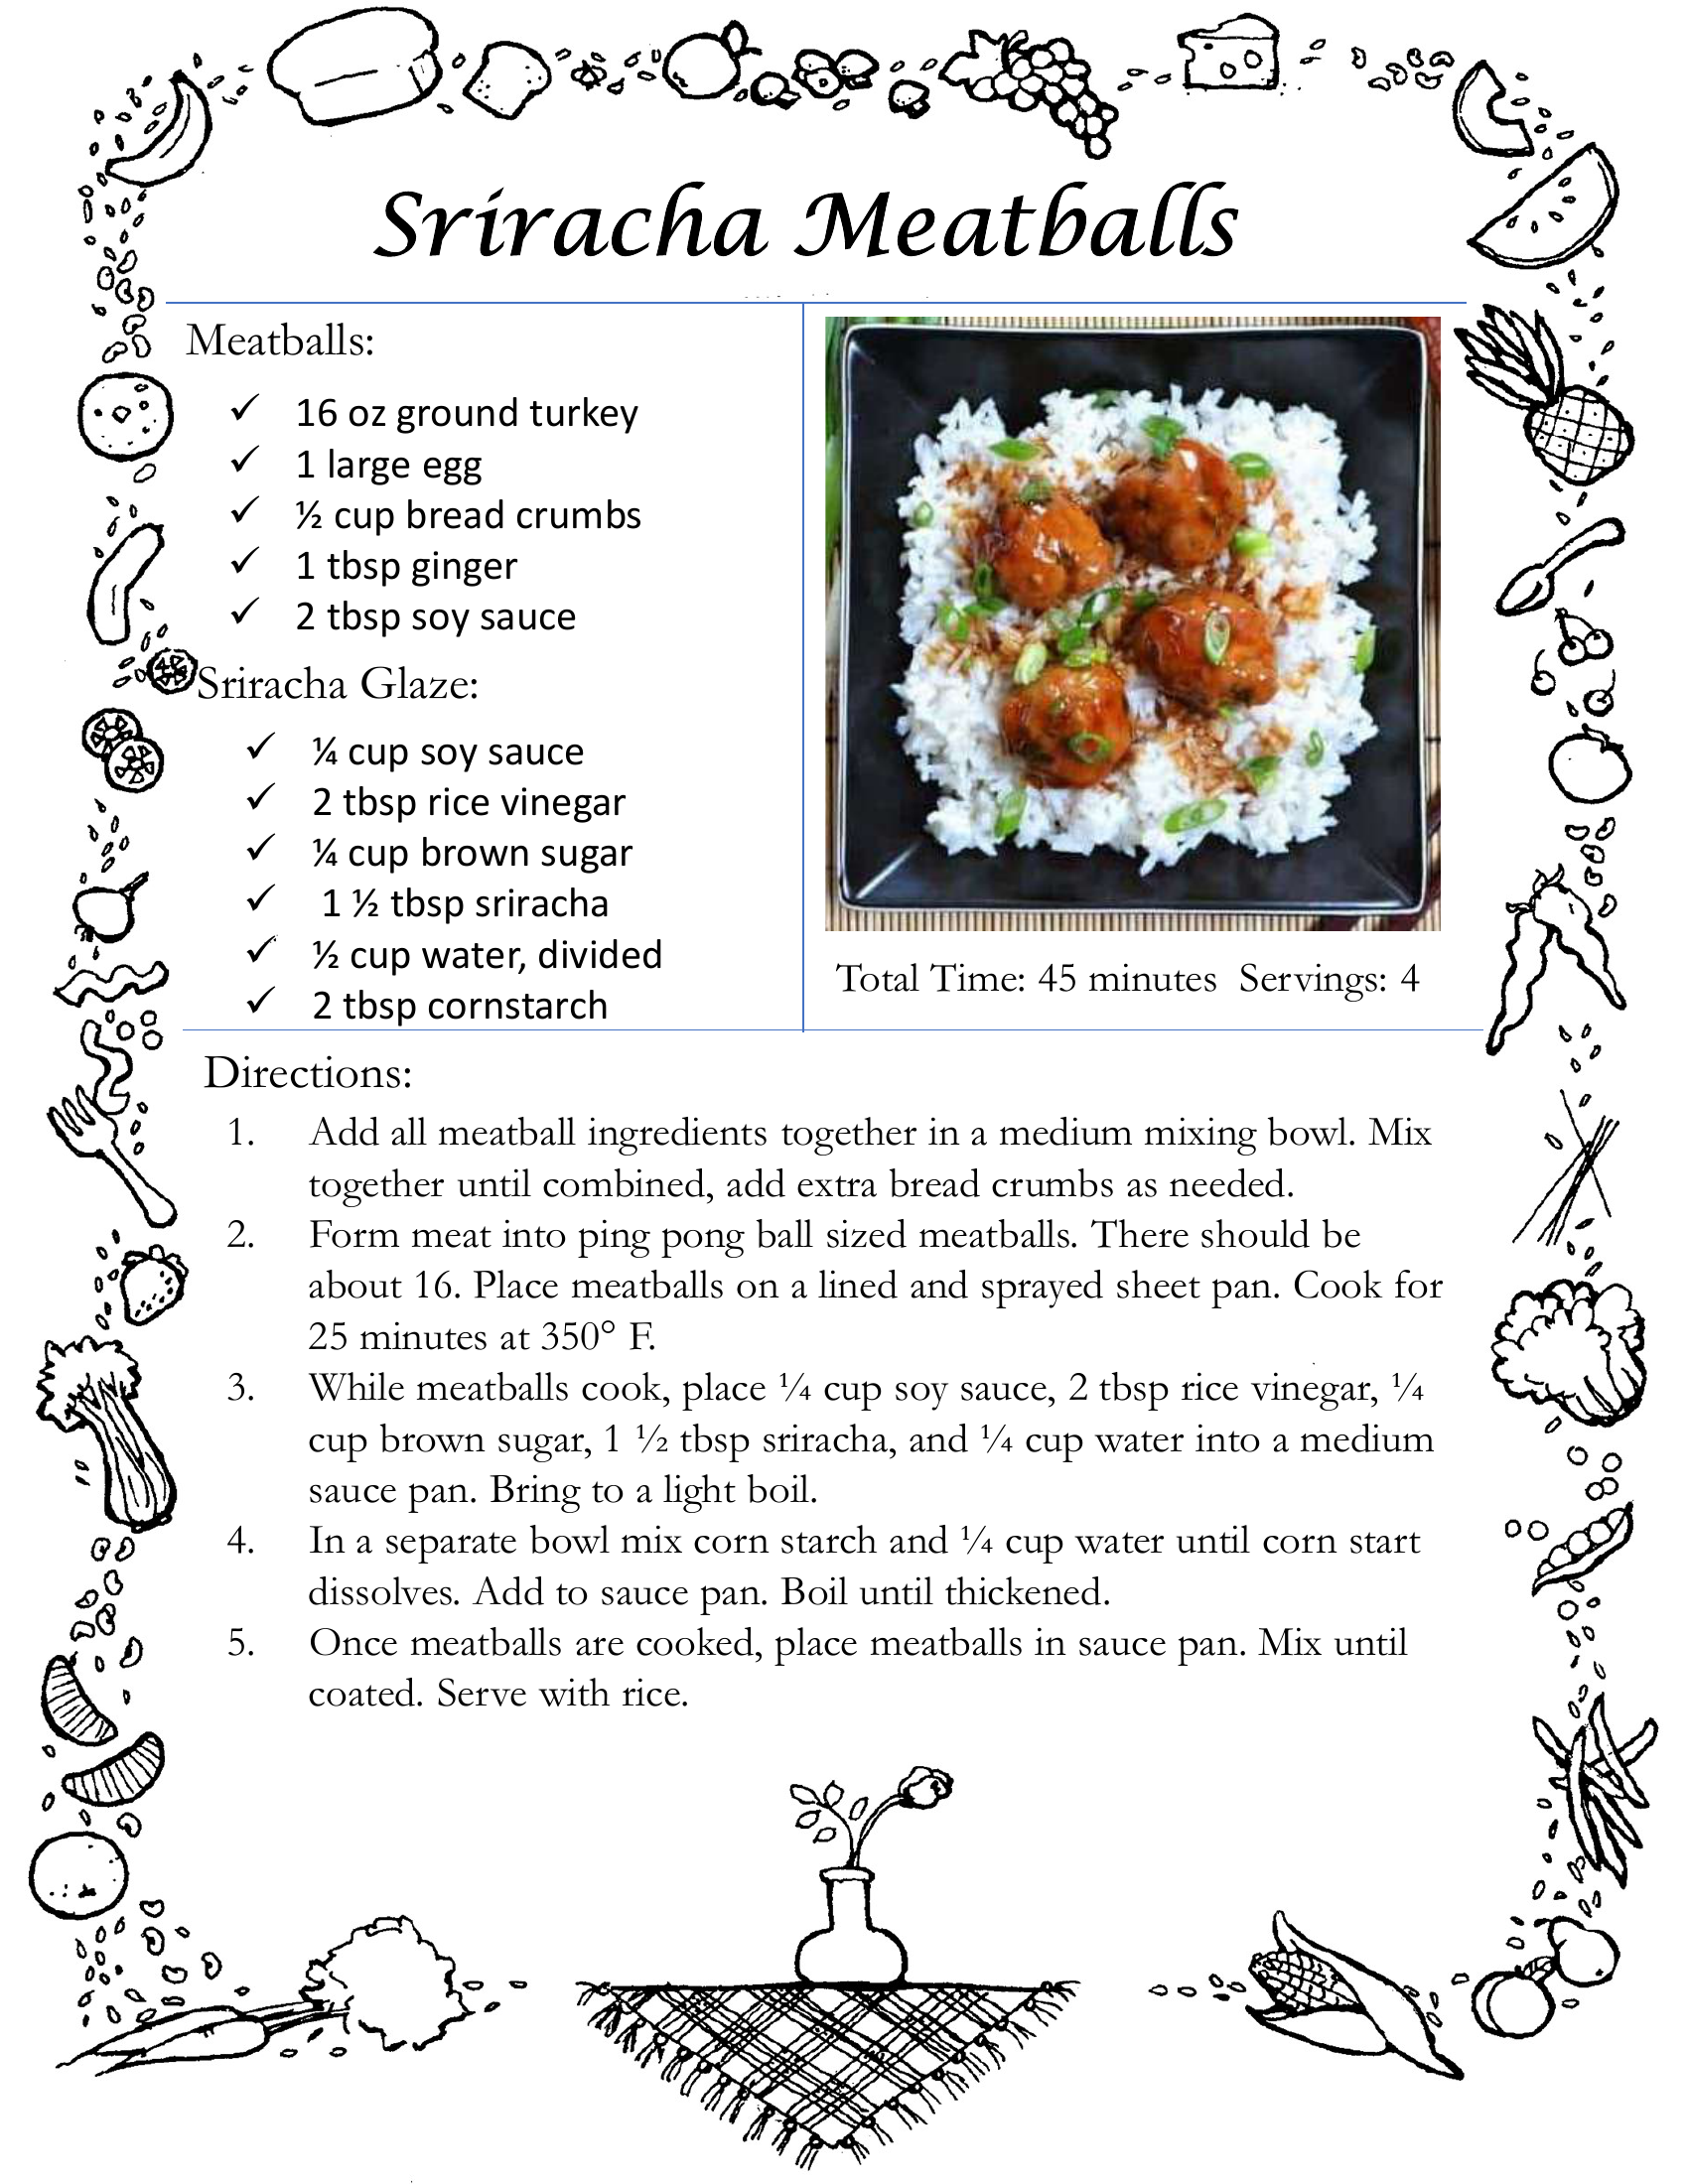 Sriracha Meatballs
Meatballs:
✓ 16 oz ground turkey
✓ 1 large egg
✓ ½ cup bread crumbs
✓ 1 tbsp ginger
✓ 2 tbsp soy sauce
Sriracha Glaze:
✓ ¼ cup soy sauce
✓ 2 tbsp rice vinegar
✓ ¼ cup brown sugar
✓ 1 ½ tbsp sriracha
✓ ½ cup water, divided
✓ 2 tbsp cornstarch
Total Time: 45 minutes Servings: 4
Directions:
1. Add all meatball ingredients together in a medium mixing bowl. Mix
together until combined, add extra bread crumbs as needed.
2. Form meat into ping pong ball sized meatballs. There should be
about 16. Place meatballs on a lined and sprayed sheet pan. Cook for
25 minutes at 350° F.
3. While meatballs cook, place ¼ cup soy sauce, 2 tbsp rice vinegar, ¼
cup brown sugar, 1 ½ tbsp sriracha, and ¼ cup water into a medium
sauce pan. Bring to a light boil.
4. In a separate bowl mix corn starch and ¼ cup water until corn start
dissolves. Add to sauce pan. Boil until thickened.
5. Once meatballs are cooked, place meatballs in sauce pan. Mix until
coated. Serve with rice.